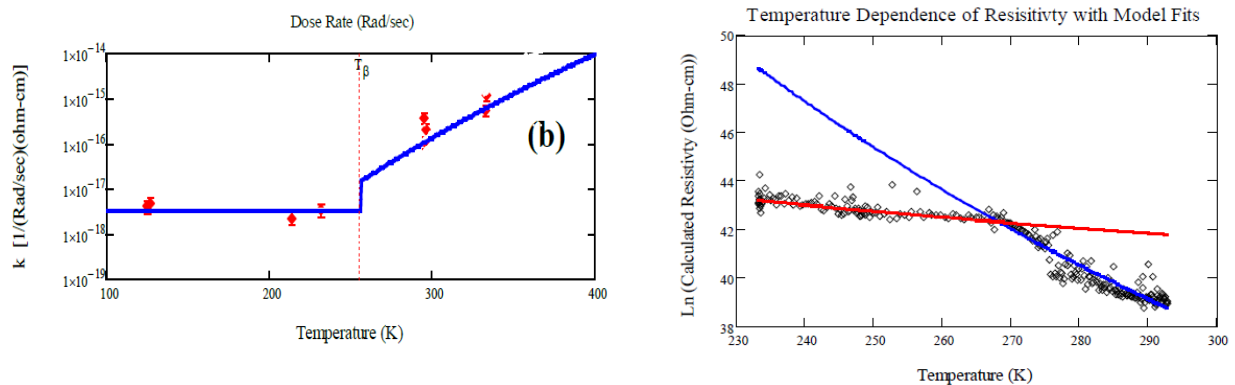 Dose Rate (Rad/sec)
1×10⁻¹⁴
1×10⁻¹⁵
1×10⁻¹⁶
1×10⁻¹⁷
1×10⁻¹⁸
1×10⁻¹⁹
k [1/(Rad/sec)(ohm-cm)]
Tβ
(b)
100 200 300 400
Temperature (K)
Temperature Dependence of Resisitivty with Model Fits
50
48
46
44
42
40
38
Ln (Calculated Resistivty (Ohm-cm))
230 240 250 260 270 280 290 300
Temperature (K)